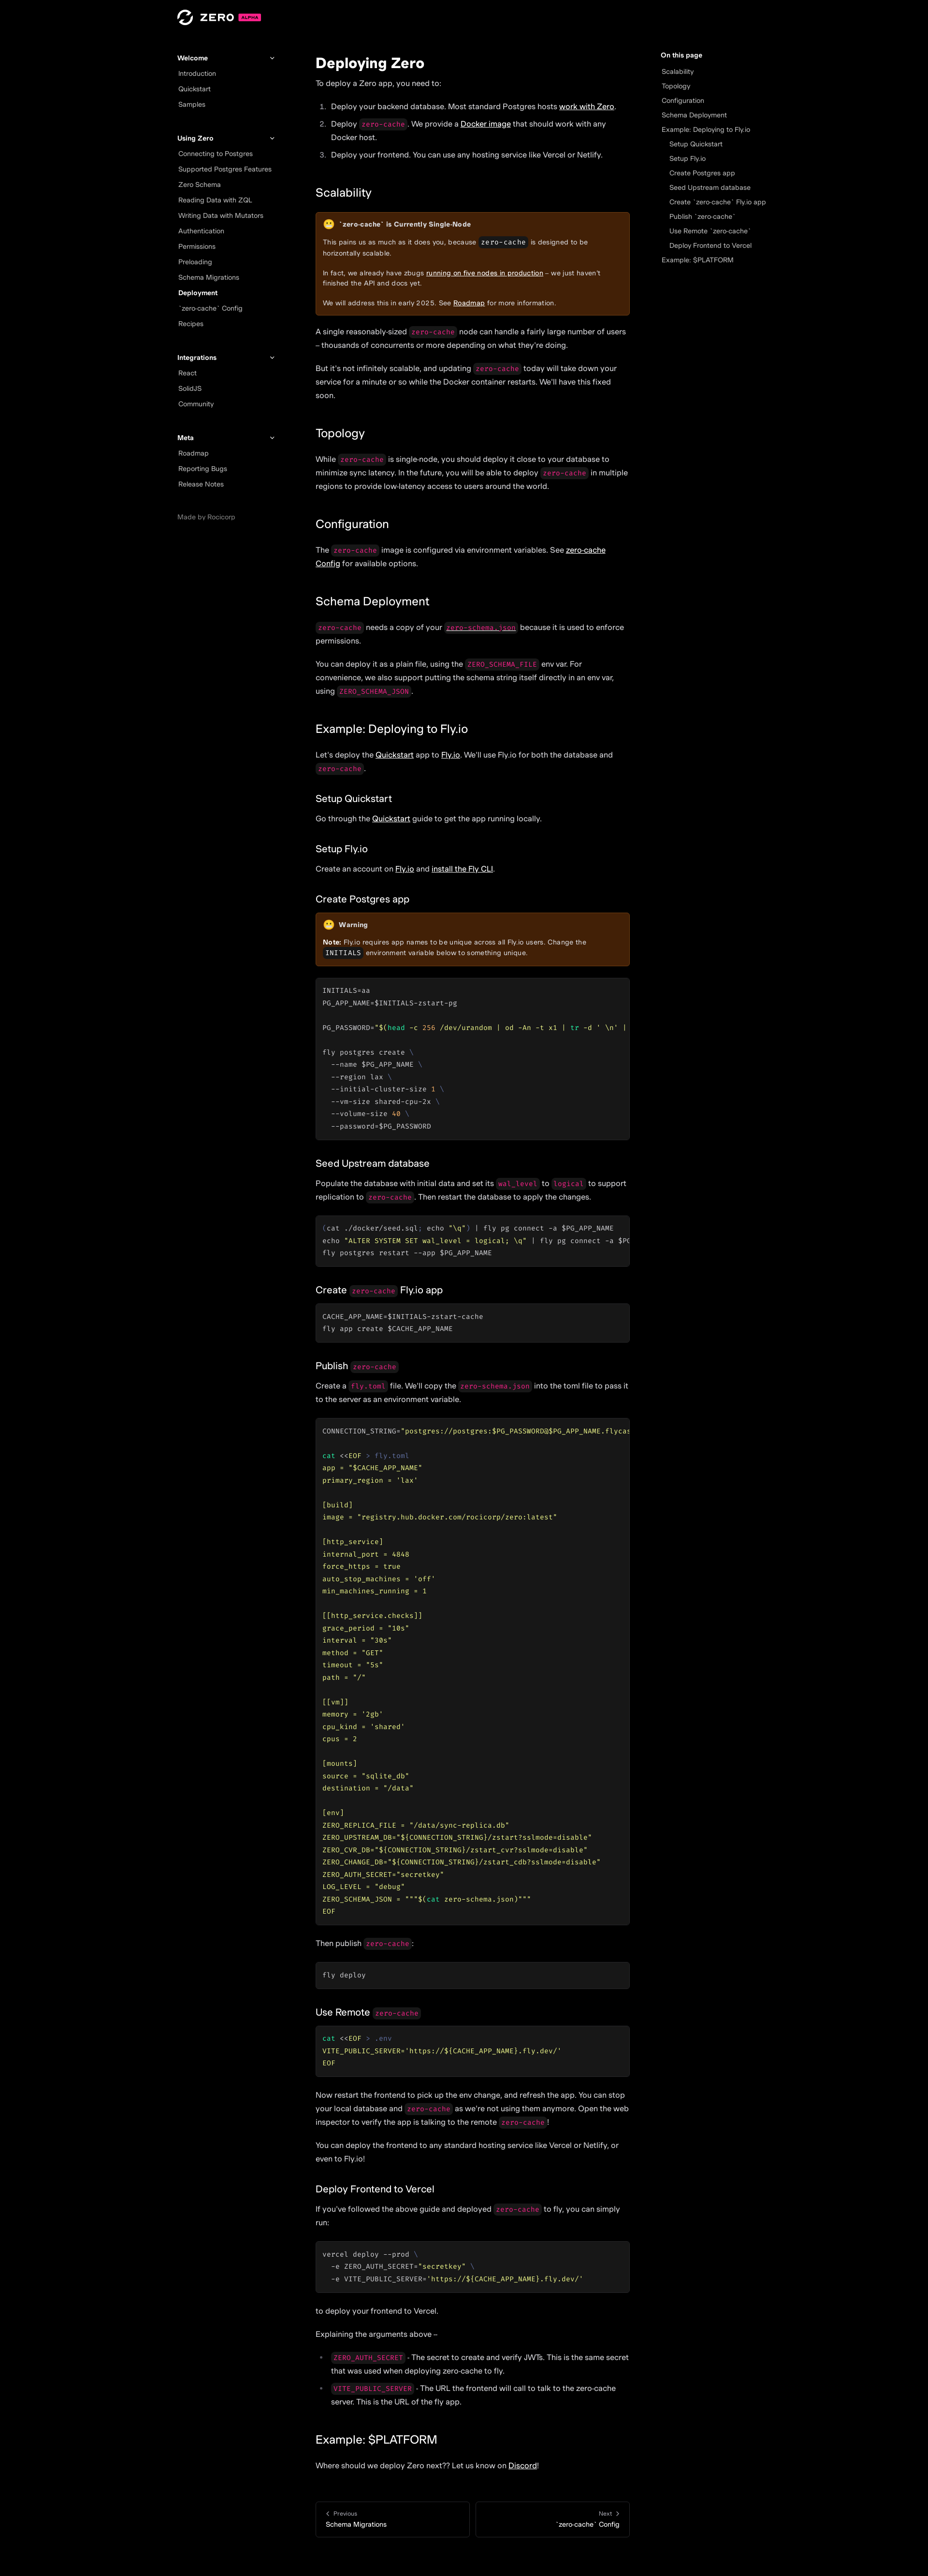 ZERO ALPHA
Welcome
Introduction
Quickstart
Samples
Using Zero
Connecting to Postgres
Supported Postgres Features
Zero Schema
Reading Data with ZQL
Writing Data with Mutators
Authentication
Permissions
Preloading
Schema Migrations
Deployment
`zero-cache` Config
Recipes
Integrations
React
SolidJS
Community
Meta
Roadmap
Reporting Bugs
Release Notes
Made by Rocicorp
Deploying Zero
To deploy a Zero app, you need to:
1. Deploy your backend database. Most standard Postgres hosts work with Zero.
2. Deploy zero-cache. We provide a Docker image that should work with any
Docker host.
3. Deploy your frontend. You can use any hosting service like Vercel or Netlify.
Scalability
😬 `zero-cache` is Currently Single-Node
This pains us as much as it does you, because zero-cache is designed to be
horizontally scalable.
In fact, we already have zbugs running on five nodes in production – we just haven't
finished the API and docs yet.
We will address this in early 2025. See Roadmap for more information.
A single reasonably-sized zero-cache node can handle a fairly large number of users
– thousands of concurrents or more depending on what they're doing.
But it's not infinitely scalable, and updating zero-cache today will take down your
service for a minute or so while the Docker container restarts. We'll have this fixed
soon.
Topology
While zero-cache is single-node, you should deploy it close to your database to
minimize sync latency. In the future, you will be able to deploy zero-cache in multiple
regions to provide low-latency access to users around the world.
Configuration
The zero-cache image is configured via environment variables. See zero-cache
Config for available options.
Schema Deployment
zero-cache needs a copy of your zero-schema.json because it is used to enforce
permissions.
You can deploy it as a plain file, using the ZERO_SCHEMA_FILE env var. For
convenience, we also support putting the schema string itself directly in an env var,
using ZERO_SCHEMA_JSON.
Example: Deploying to Fly.io
Let's deploy the Quickstart app to Fly.io. We'll use Fly.io for both the database and
zero-cache.
Setup Quickstart
Go through the Quickstart guide to get the app running locally.
Setup Fly.io
Create an account on Fly.io and install the Fly CLI.
Create Postgres app
😬 Warning
Note: Fly.io requires app names to be unique across all Fly.io users. Change the
INITIALS environment variable below to something unique.
INITIALS=aa
PG_APP_NAME=$INITIALS-zstart-pg
PG_PASSWORD="$(head -c 256 /dev/urandom | od -An -t x1 | tr -d ' \n' |
fly postgres create \
--name $PG_APP_NAME \
--region lax \
--initial-cluster-size 1 \
--vm-size shared-cpu-2x \
--volume-size 40 \
--password=$PG_PASSWORD
Seed Upstream database
Populate the database with initial data and set its wal_level to logical to support
replication to zero-cache. Then restart the database to apply the changes.
(cat ./docker/seed.sql; echo "\q") | fly pg connect -a $PG_APP_NAME
echo "ALTER SYSTEM SET wal_level = logical; \q" | fly pg connect -a $PG
fly postgres restart --app $PG_APP_NAME
Create zero-cache Fly.io app
CACHE_APP_NAME=$INITIALS-zstart-cache
fly app create $CACHE_APP_NAME
Publish zero-cache
Create a fly.toml file. We'll copy the zero-schema.json into the toml file to pass it
to the server as an environment variable.
CONNECTION_STRING="postgres://postgres:$PG_PASSWORD@$PG_APP_NAME.flycas
cat <<EOF > fly.toml
app = "$CACHE_APP_NAME"
primary_region = 'lax'
[build]
image = "registry.hub.docker.com/rocicorp/zero:latest"
[http_service]
internal_port = 4848
force_https = true
auto_stop_machines = 'off'
min_machines_running = 1
[[http_service.checks]]
grace_period = "10s"
interval = "30s"
method = "GET"
timeout = "5s"
path = "/"
[[vm]]
memory = '2gb'
cpu_kind = 'shared'
cpus = 2
[mounts]
source = "sqlite_db"
destination = "/data"
[env]
ZERO_REPLICA_FILE = "/data/sync-replica.db"
ZERO_UPSTREAM_DB="${CONNECTION_STRING}/zstart?sslmode=disable"
ZERO_CVR_DB="${CONNECTION_STRING}/zstart_cvr?sslmode=disable"
ZERO_CHANGE_DB="${CONNECTION_STRING}/zstart_cdb?sslmode=disable"
ZERO_AUTH_SECRET="secretkey"
LOG_LEVEL = "debug"
ZERO_SCHEMA_JSON = """$(cat zero-schema.json)"""
EOF
Then publish zero-cache:
fly deploy
Use Remote zero-cache
cat <<EOF > .env
VITE_PUBLIC_SERVER='https://${CACHE_APP_NAME}.fly.dev/'
EOF
Now restart the frontend to pick up the env change, and refresh the app. You can stop
your local database and zero-cache as we're not using them anymore. Open the web
inspector to verify the app is talking to the remote zero-cache!
You can deploy the frontend to any standard hosting service like Vercel or Netlify, or
even to Fly.io!
Deploy Frontend to Vercel
If you've followed the above guide and deployed zero-cache to fly, you can simply
run:
vercel deploy --prod \
-e ZERO_AUTH_SECRET="secretkey" \
-e VITE_PUBLIC_SERVER='https://${CACHE_APP_NAME}.fly.dev/'
to deploy your frontend to Vercel.
Explaining the arguments above –
• ZERO_AUTH_SECRET - The secret to create and verify JWTs. This is the same secret
that was used when deploying zero-cache to fly.
• VITE_PUBLIC_SERVER - The URL the frontend will call to talk to the zero-cache
server. This is the URL of the fly app.
Example: $PLATFORM
Where should we deploy Zero next?? Let us know on Discord!
Previous
Schema Migrations
Next
`zero-cache` Config
On this page
Scalability
Topology
Configuration
Schema Deployment
Example: Deploying to Fly.io
Setup Quickstart
Setup Fly.io
Create Postgres app
Seed Upstream database
Create `zero-cache` Fly.io app
Publish `zero-cache`
Use Remote `zero-cache`
Deploy Frontend to Vercel
Example: $PLATFORM